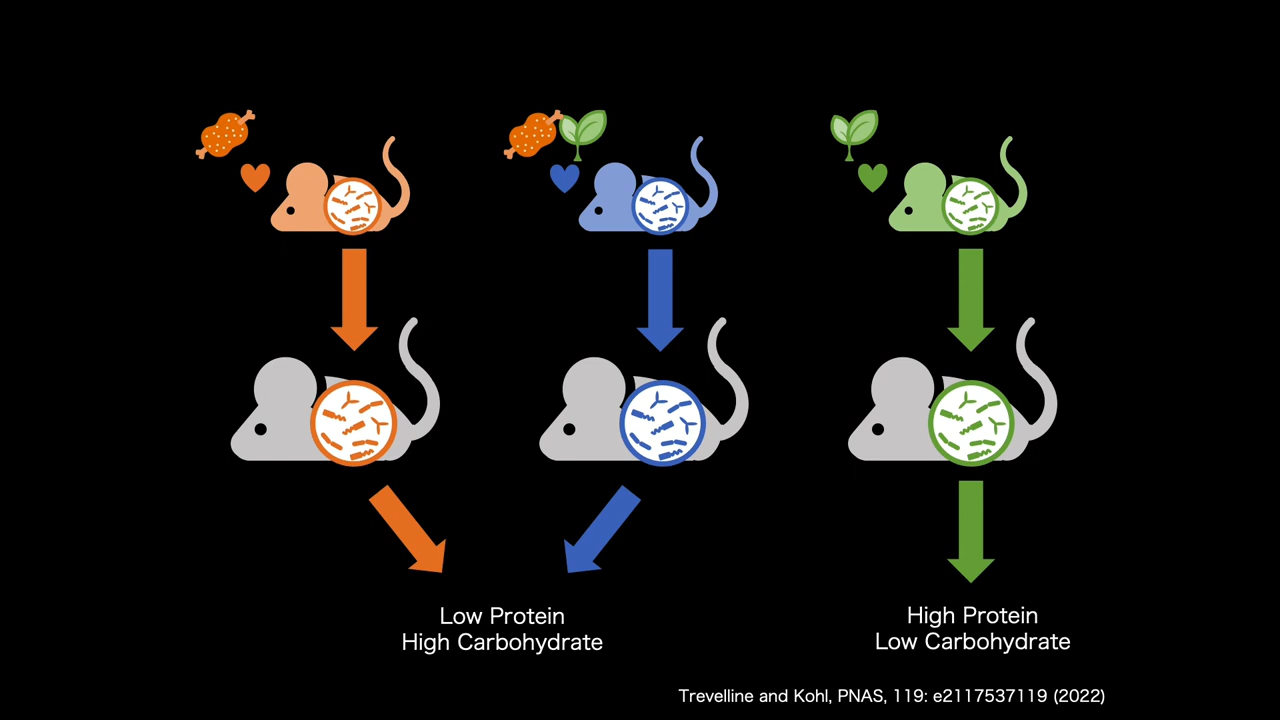 Low Protein
High Carbohydrate
High Protein
Low Carbohydrate
Trevelline and Kohl, PNAS, 119: e2117537119 (2022)